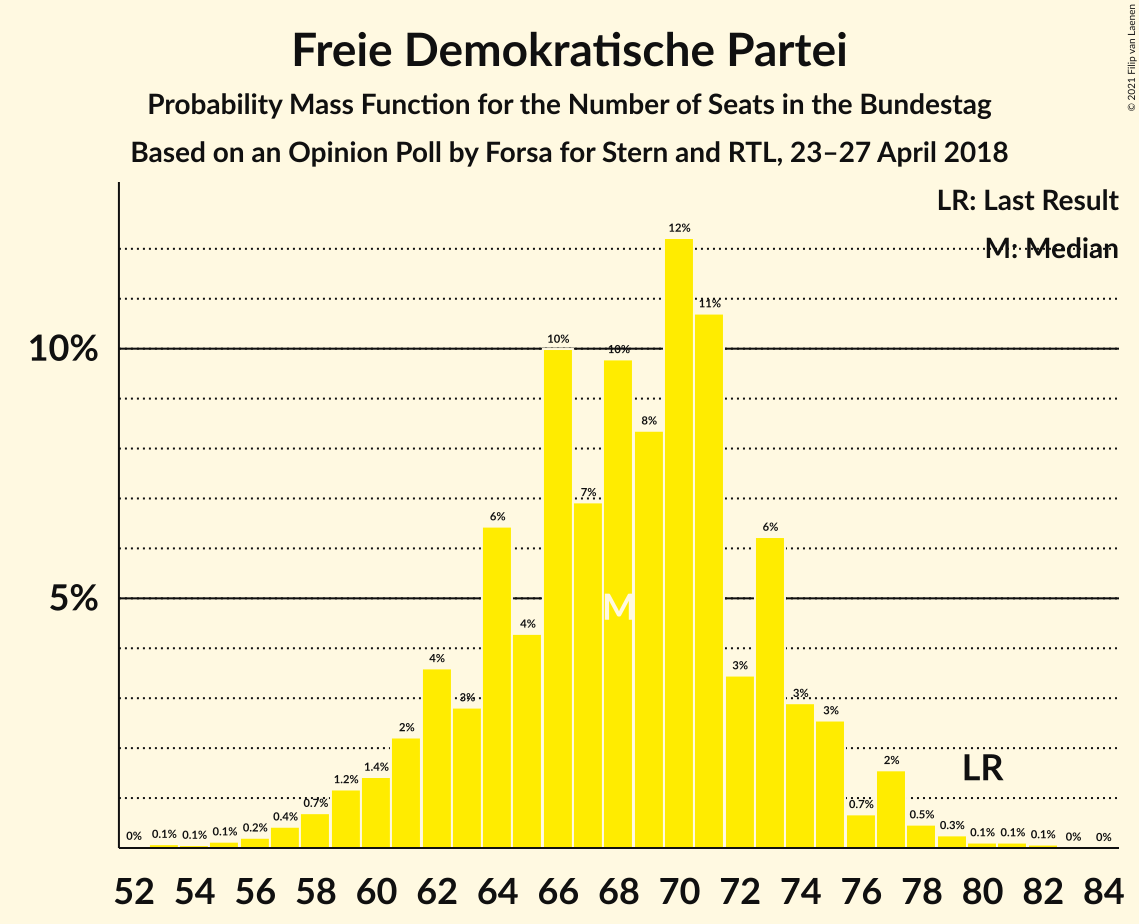 Freie Demokratische Partei
Probability Mass Function for the Number of Seats in the Bundestag
Based on an Opinion Poll by Forsa for Stern and RTL, 23–27 April 2018
© 2021 Filip van Laenen
LR: Last Result
M: Median
10%
5%
0% 0.1% 0.1% 0.1% 0.2% 0.4% 0.7% 1.2% 1.4% 2% 4% 3% 6% 4% 10% 7% 10% 8% 12% 11% 3% 6% 3% 3% 0.7% 2% 0.5% 0.3% 0.1% 0.1% 0.1% 0% 0%
M
LR
52 54 56 58 60 62 64 66 68 70 72 74 76 78 80 82 84